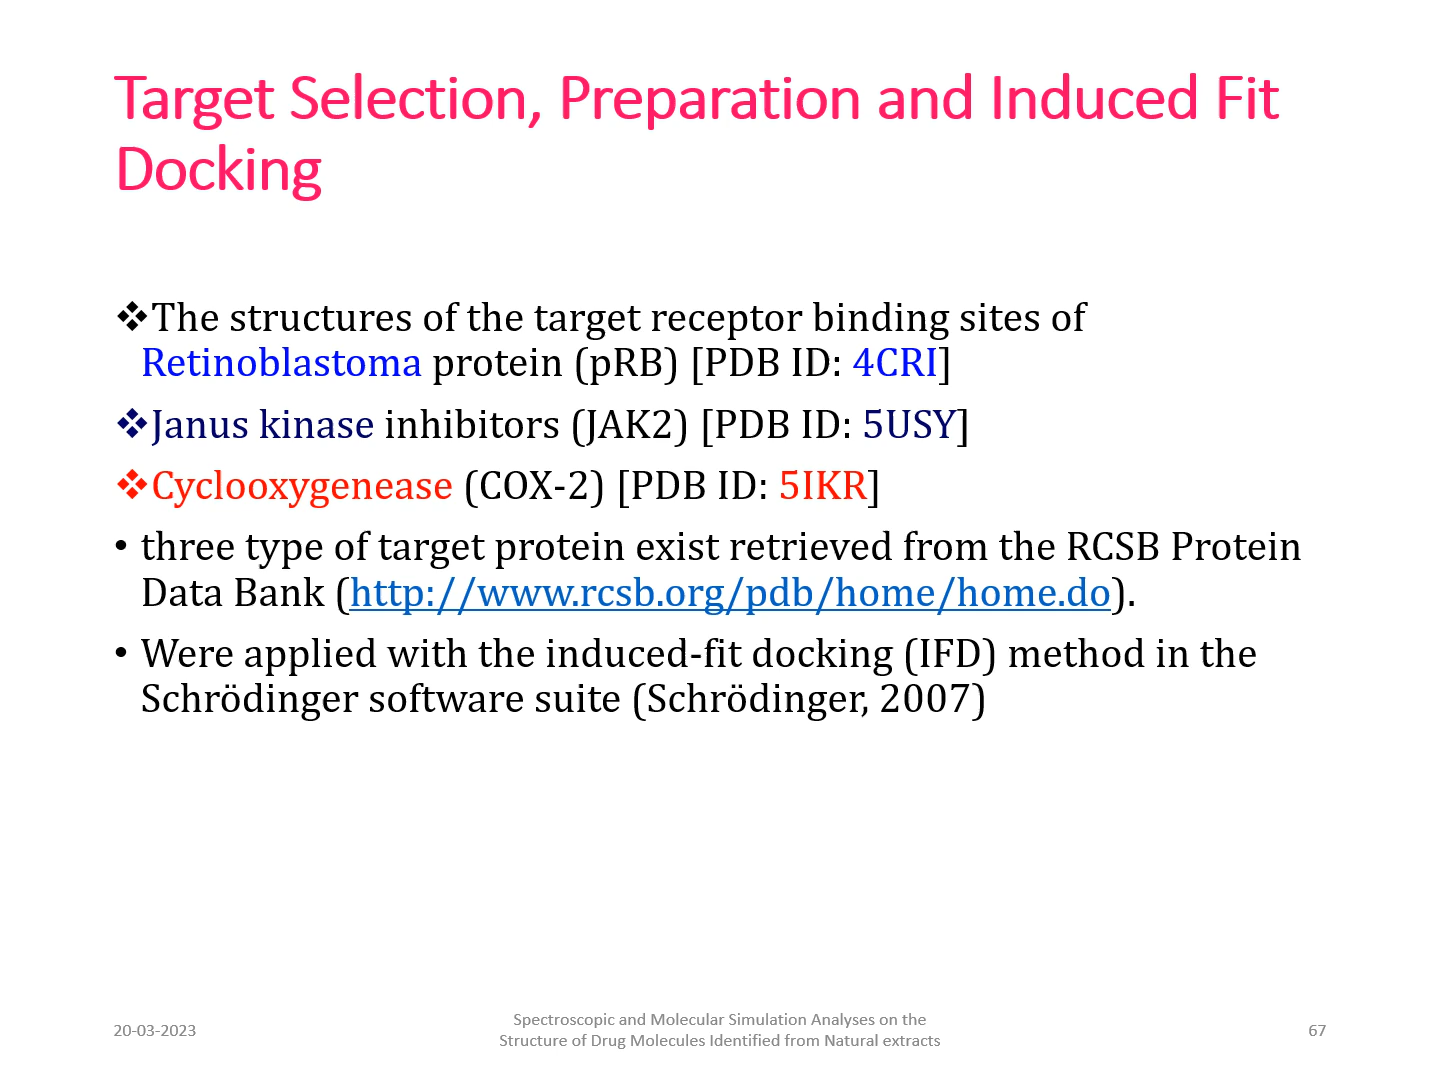 Target Selection, Preparation and Induced Fit
Docking
❖The structures of the target receptor binding sites of
Retinoblastoma protein (pRB) [PDB ID: 4CRI]
❖Janus kinase inhibitors (JAK2) [PDB ID: 5USY]
❖Cyclooxygenease (COX-2) [PDB ID: 5IKR]
• three type of target protein exist retrieved from the RCSB Protein
Data Bank (http://www.rcsb.org/pdb/home/home.do).
• Were applied with the induced-fit docking (IFD) method in the
Schrödinger software suite (Schrödinger, 2007)
20-03-2023
Spectroscopic and Molecular Simulation Analyses on the
Structure of Drug Molecules Identified from Natural extracts
67